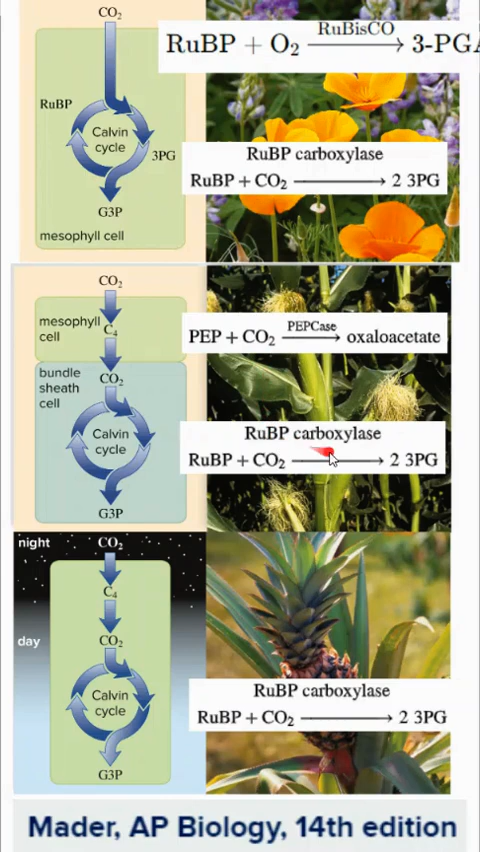 CO₂
RuBisCO
RuBP + O₂ ⟶ 3-PGA
RuBP
Calvin
cycle
3PG
RuBP carboxylase
RuBP + CO₂ ⟶ 2 3PG
G3P
mesophyll cell
CO₂
mesophyll
cell
C₄
PEPCase
PEP + CO₂ ⟶ oxaloacetate
bundle
sheath
cell
CO₂
Calvin
cycle
RuBP carboxylase
RuBP + CO₂ ⟶ 2 3PG
G3P
night
CO₂
C₄
day
CO₂
Calvin
cycle
RuBP carboxylase
RuBP + CO₂ ⟶ 2 3PG
G3P
Mader, AP Biology, 14th edition